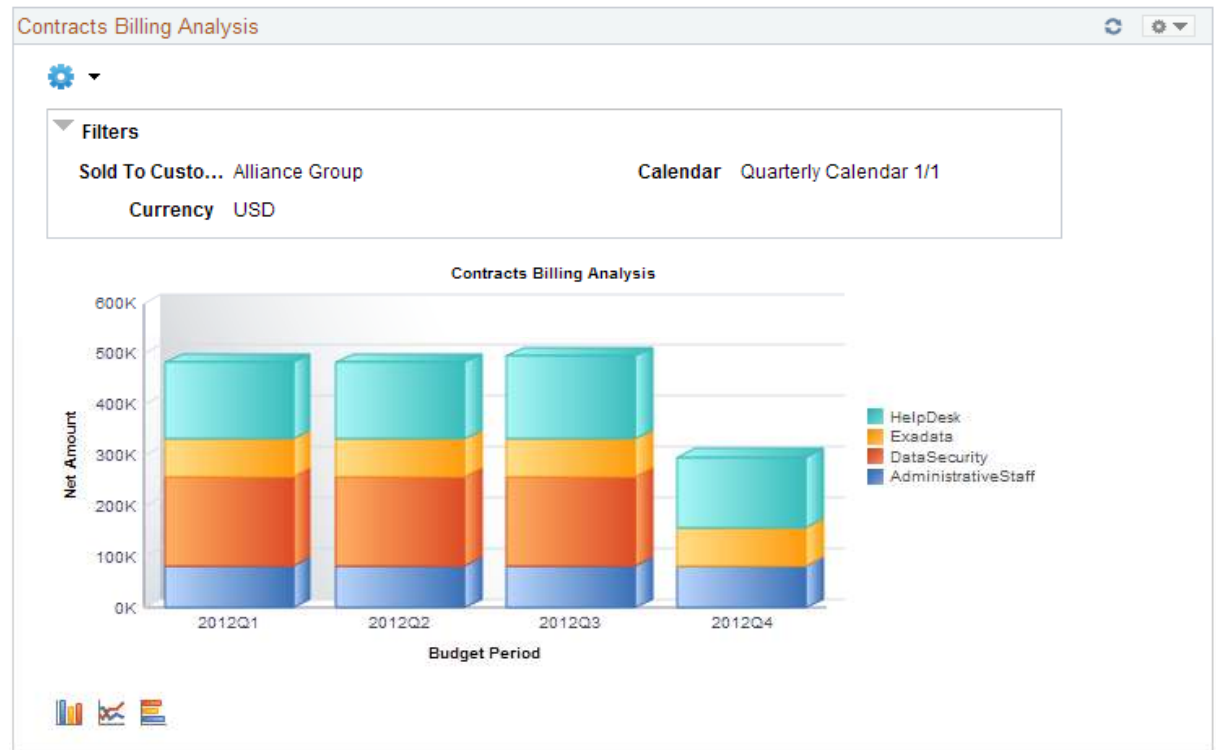 Contracts Billing Analysis
Filters
Sold To Custo... Alliance Group
Calendar Quarterly Calendar 1/1
Currency USD
Contracts Billing Analysis
600K
500K
400K
300K
200K
100K
0K
Net Amount
2012Q1 2012Q2 2012Q3 2012Q4
Budget Period
HelpDesk
Exadata
DataSecurity
AdministrativeStaff